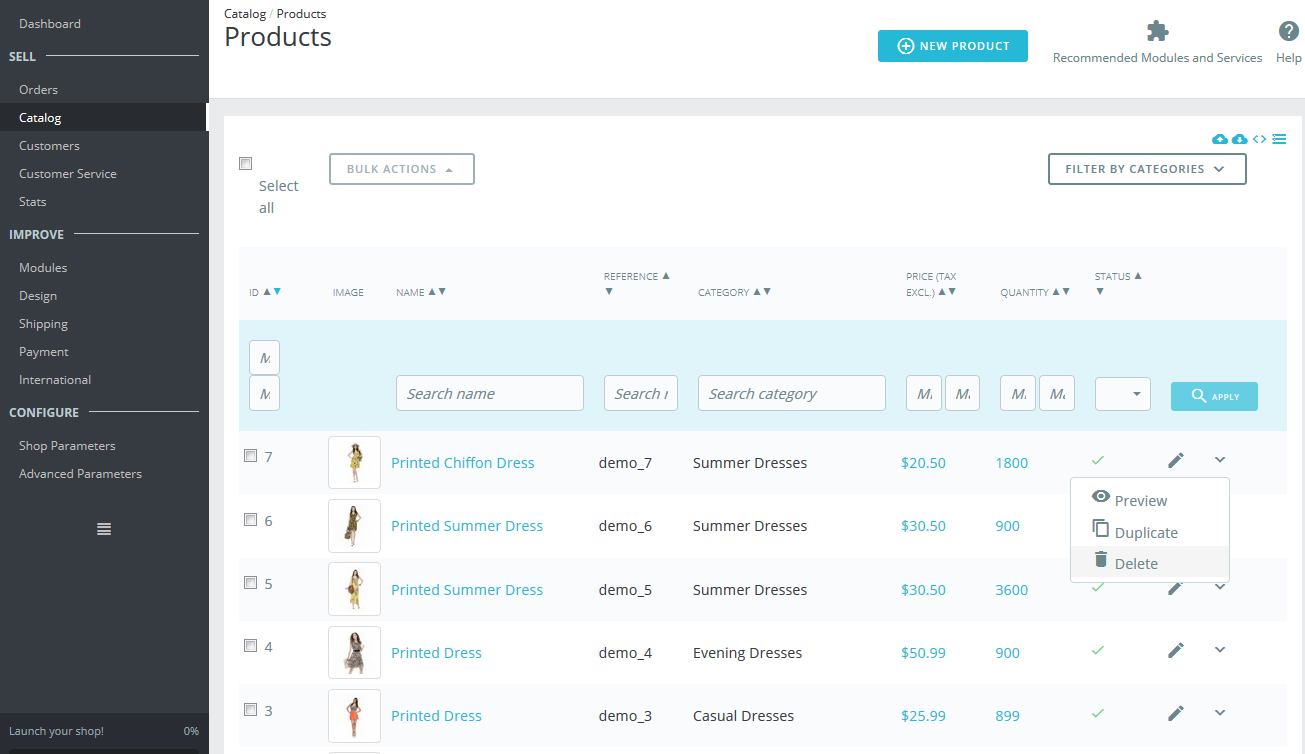 Dashboard
SELL
Orders
Catalog
Customers
Customer Service
Stats
IMPROVE
Modules
Design
Shipping
Payment
International
CONFIGURE
Shop Parameters
Advanced Parameters
Launch your shop! 0%
Catalog / Products
Products
NEW PRODUCT
Recommended Modules and Services
Help
Select
all
BULK ACTIONS
FILTER BY CATEGORIES
ID IMAGE NAME REFERENCE CATEGORY PRICE (TAX
EXCL.) QUANTITY STATUS
Search name Search Search category APPLY
7 Printed Chiffon Dress demo_7 Summer Dresses $20.50 1800
Preview
Duplicate
Delete
6 Printed Summer Dress demo_6 Summer Dresses $30.50 900
5 Printed Summer Dress demo_5 Summer Dresses $30.50 3600
4 Printed Dress demo_4 Evening Dresses $50.99 900
3 Printed Dress demo_3 Casual Dresses $25.99 899